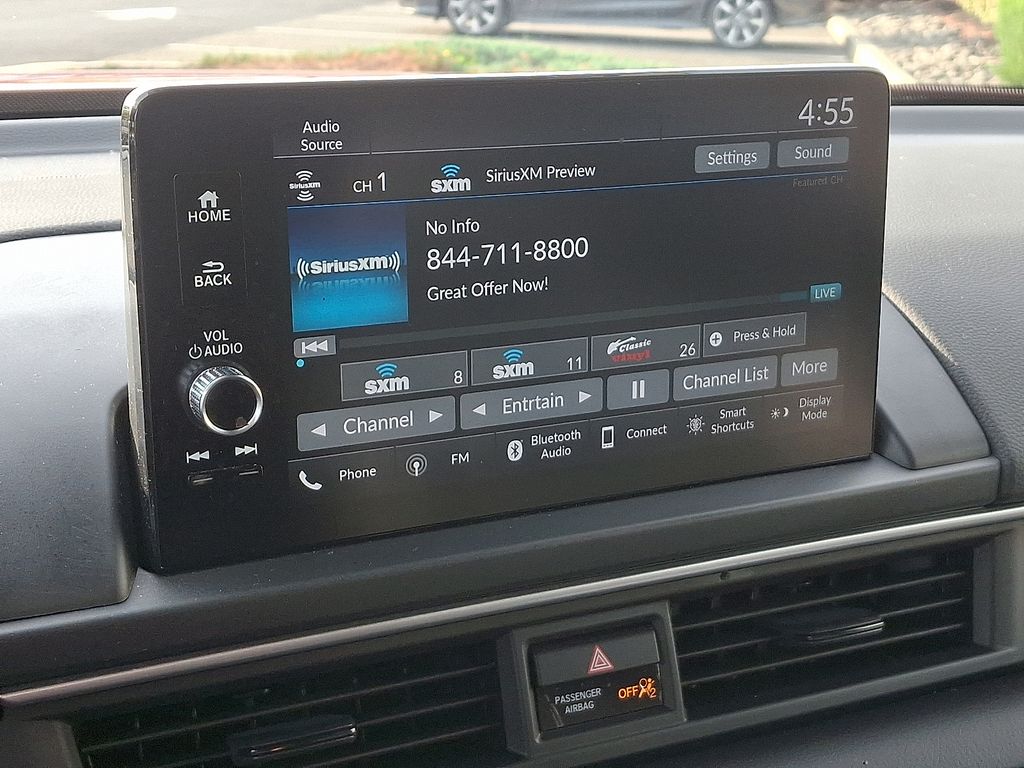 4:55
Audio
Source
Settings
Sound
SiriusXM
CH 1
sxm
SiriusXM Preview
Featured CH
HOME
BACK
VOL
AUDIO
SiriusXM
No Info
844-711-8800
Great Offer Now!
LIVE
sxm 8
sxm 11
Classic
Vinyl
26
Press & Hold
Channel
Entrtain
Channel List
More
Phone
FM
Bluetooth
Audio
Connect
Smart
Shortcuts
Display
Mode
PASSENGER
AIRBAG
OFF
2